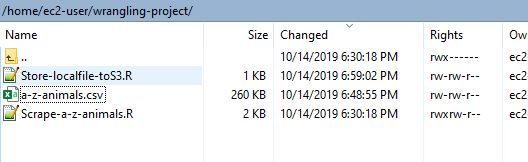 /home/ec2-user/wrangling-project/
Name Size Changed Rights Ow
.. 10/14/2019 6:30:18 PM rwx------ ec2
Store-localfile-toS3.R 1 KB 10/14/2019 6:59:02 PM rw-rw-r-- ec2
a-z-animals.csv 260 KB 10/14/2019 6:48:55 PM rw-rw-r-- ec2
Scrape-a-z-animals.R 2 KB 10/14/2019 6:30:18 PM rwxrw-r-- ec2